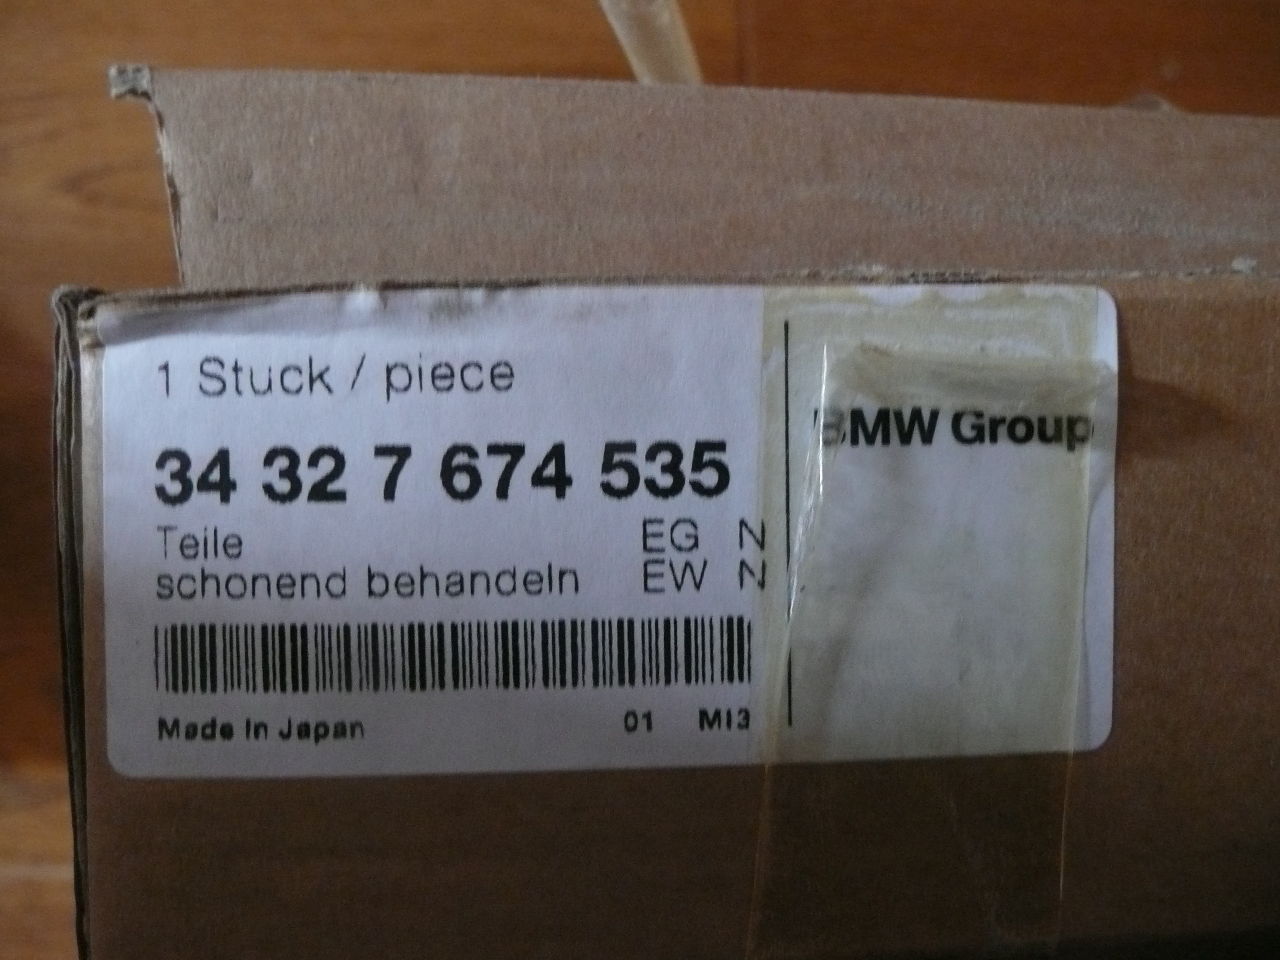 1 Stuck / piece
34 32 7 674 535
Teile EG N
schonend behandeln EW N
Made In Japan 01 MI3
BMW Group